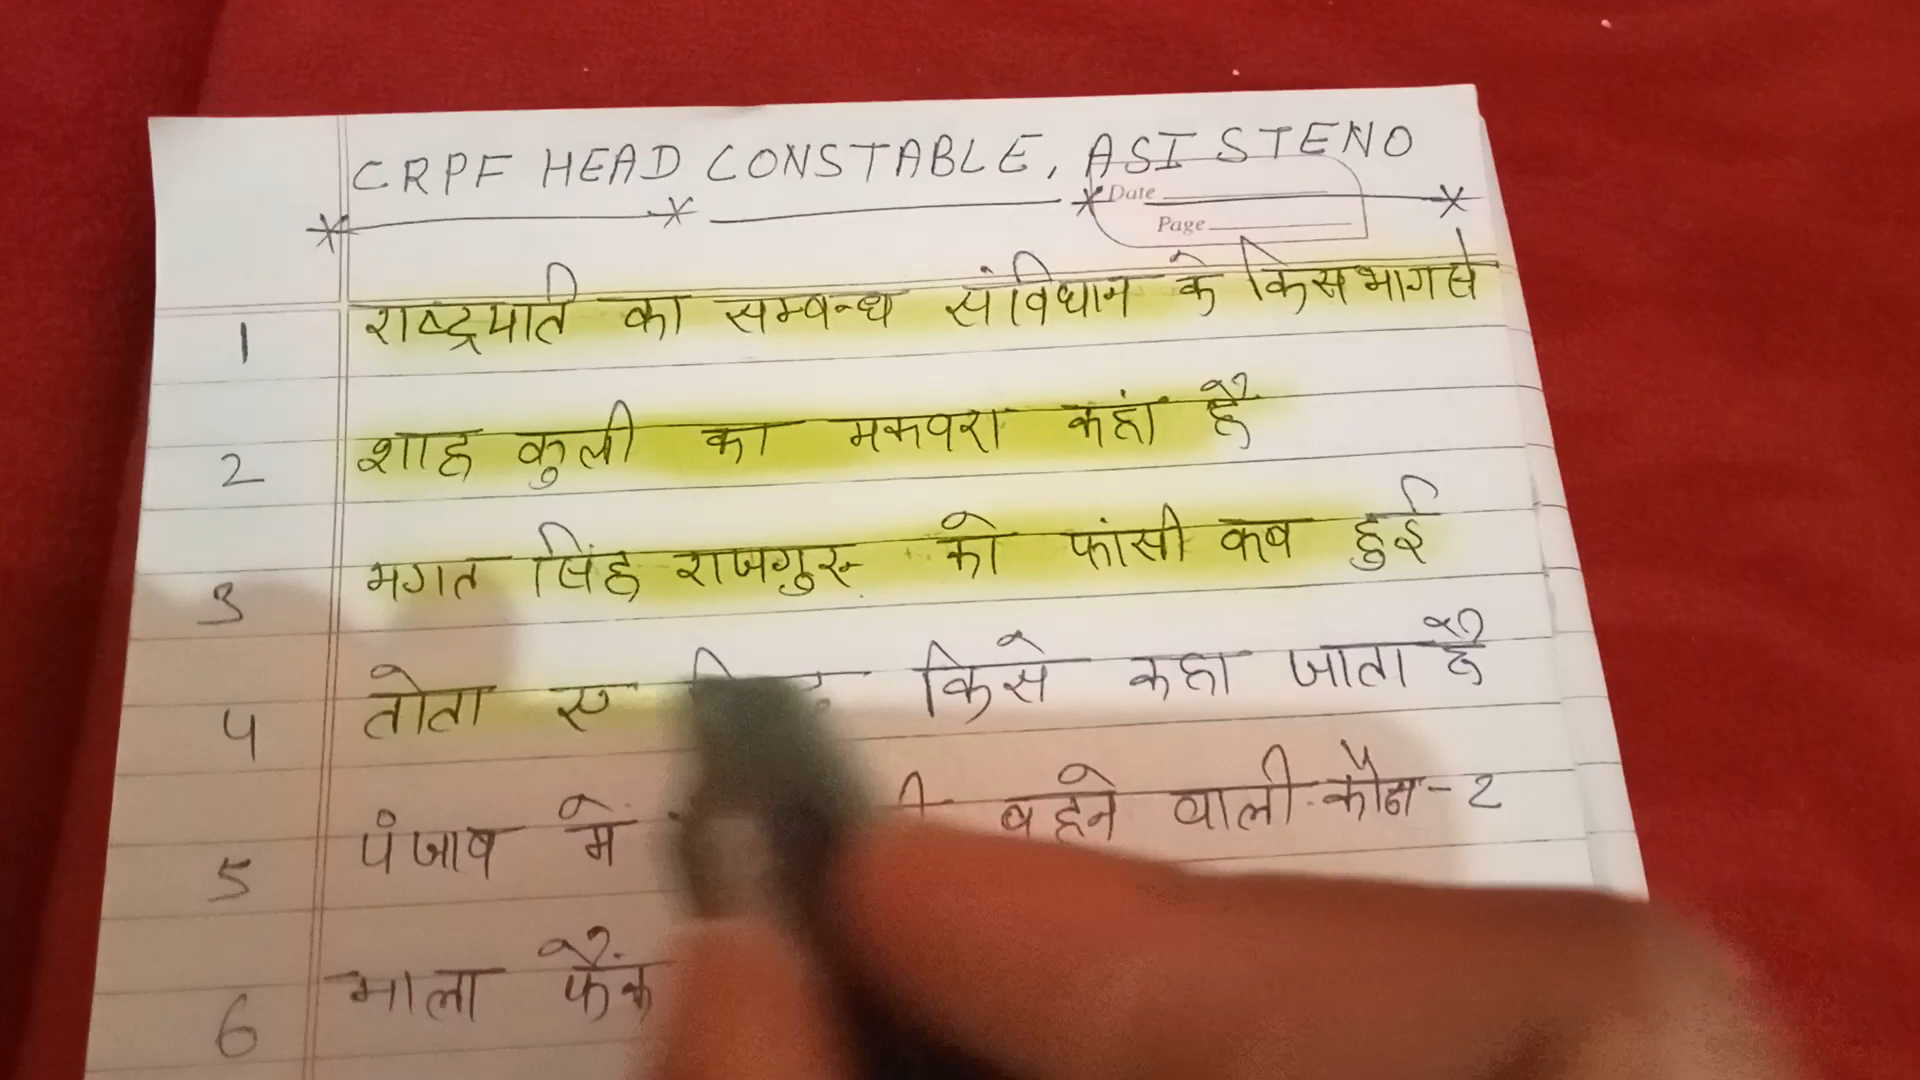 CRPF HEAD CONSTABLE, ASI STENO
Date
Page
1 राष्ट्रपति का सम्बन्ध संविधान के किस भाग से
2 शाह कुली का मकवरा कहां है
3 भगत सिंह राजगुरु को फांसी कब हुई
4 तोता किसे कहा जाता है
5 पंजाब में बहने वाली कौन-2
6 भाला